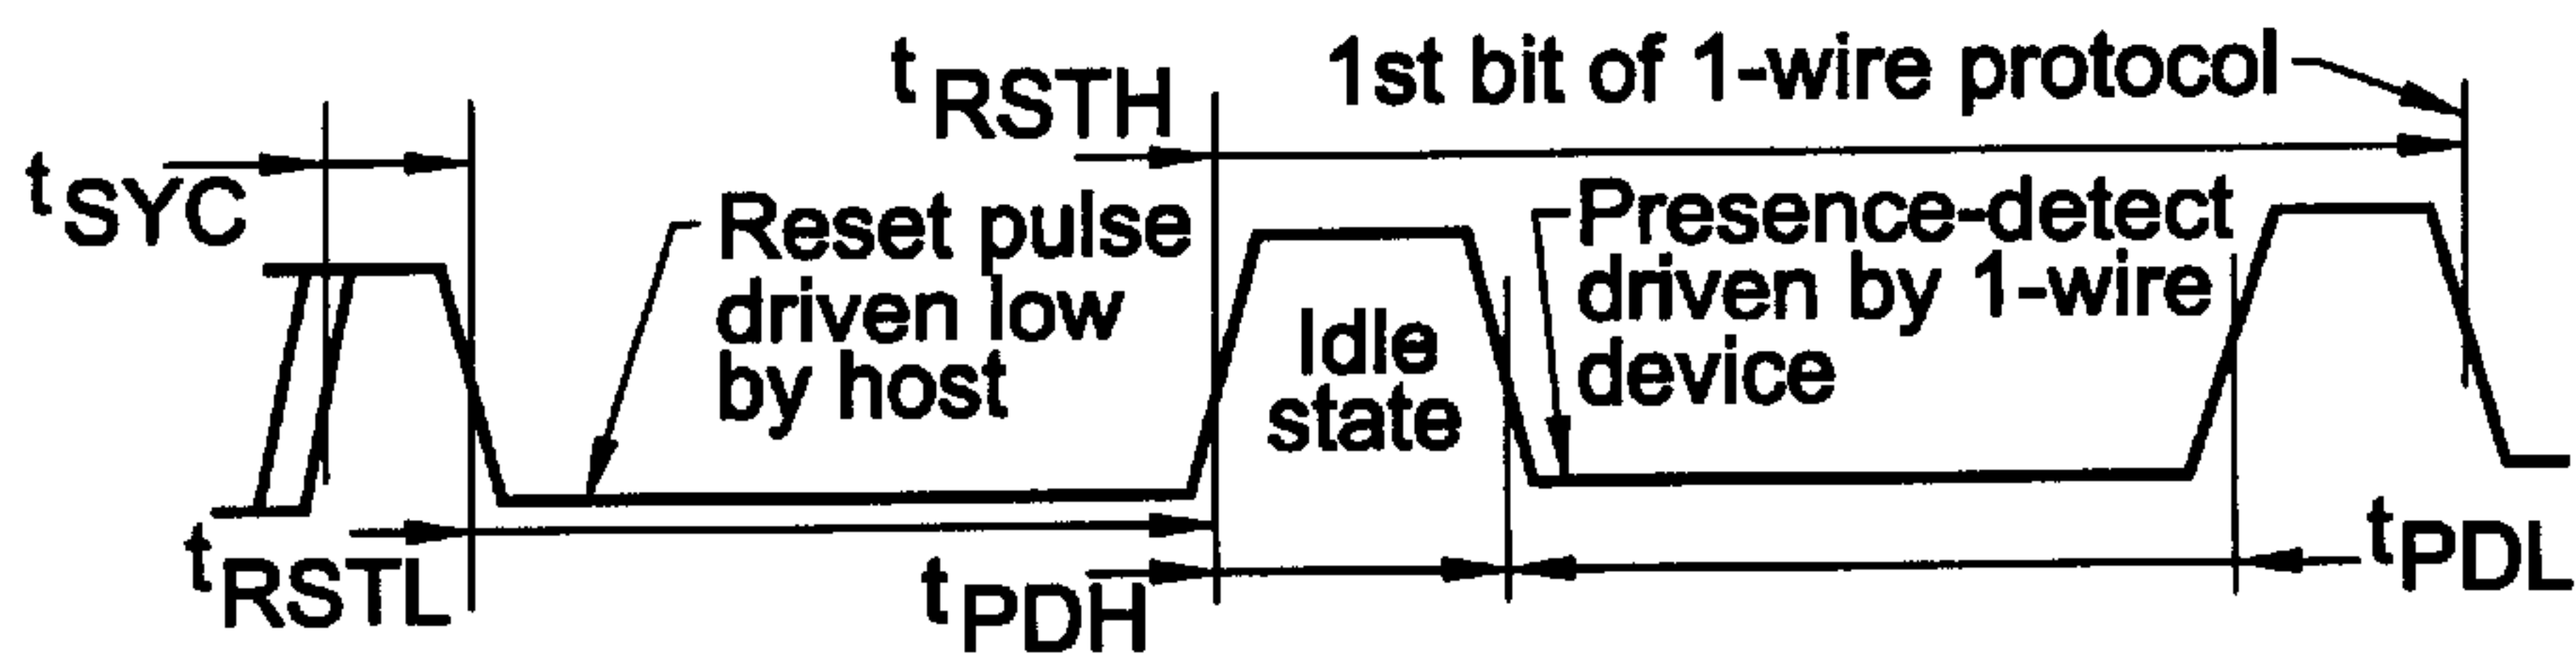 tRSTH
1st bit of 1-wire protocol
tSYC
Reset pulse
driven low
by host
Idle
state
Presence-detect
driven by 1-wire
device
tRSTL
tPDH
tPDL